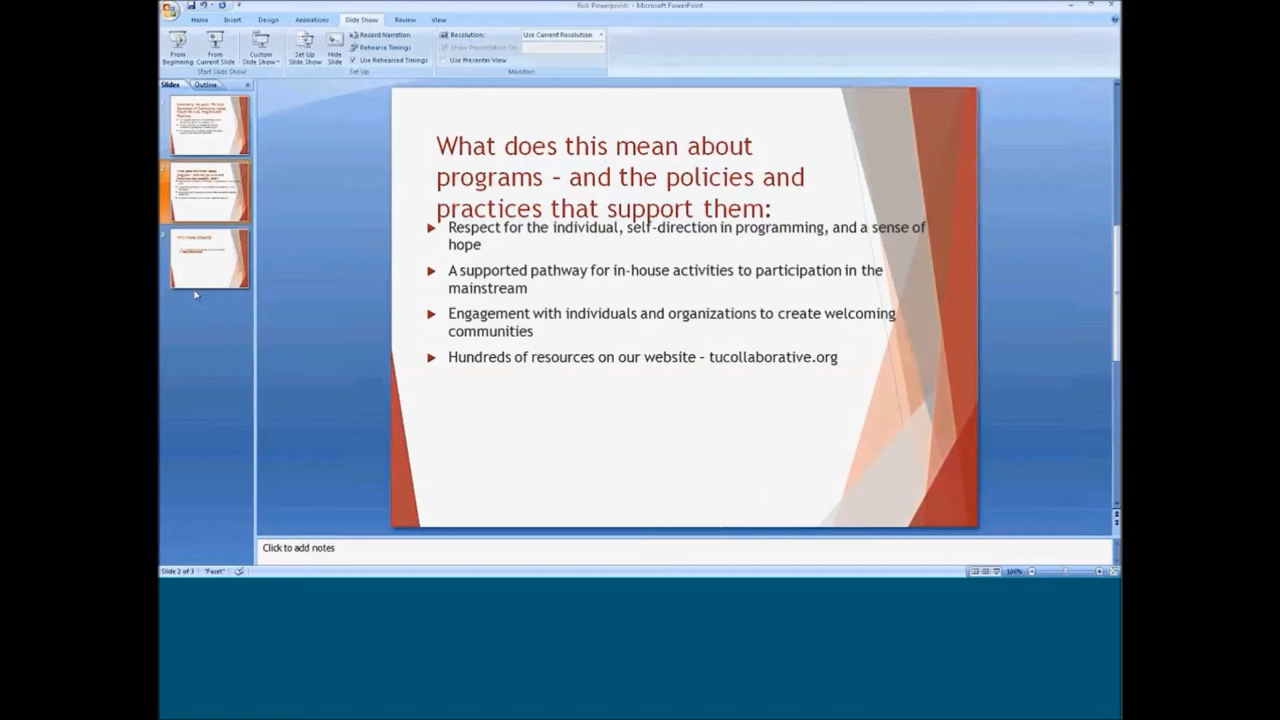 Rick Powerpoints - Microsoft PowerPoint
Home Insert Design Animations Slide Show Review View
From Beginning
From Current Slide
Custom Slide Show
Set Up Slide Show
Hide Slide
Record Narration
Rehearse Timings
Use Rehearsed Timings
Resolution: Use Current Resolution
Show Presentation On:
Use Presenter View
Start Slide Show
Set Up
Monitors
Slides Outline
1
2
3
What does this mean about
programs – and the policies and
practices that support them:
Respect for the individual, self-direction in programming, and a sense of
hope
A supported pathway for in-house activities to participation in the
mainstream
Engagement with individuals and organizations to create welcoming
communities
Hundreds of resources on our website – tucollaborative.org
Click to add notes
Slide 2 of 3 "Facet"